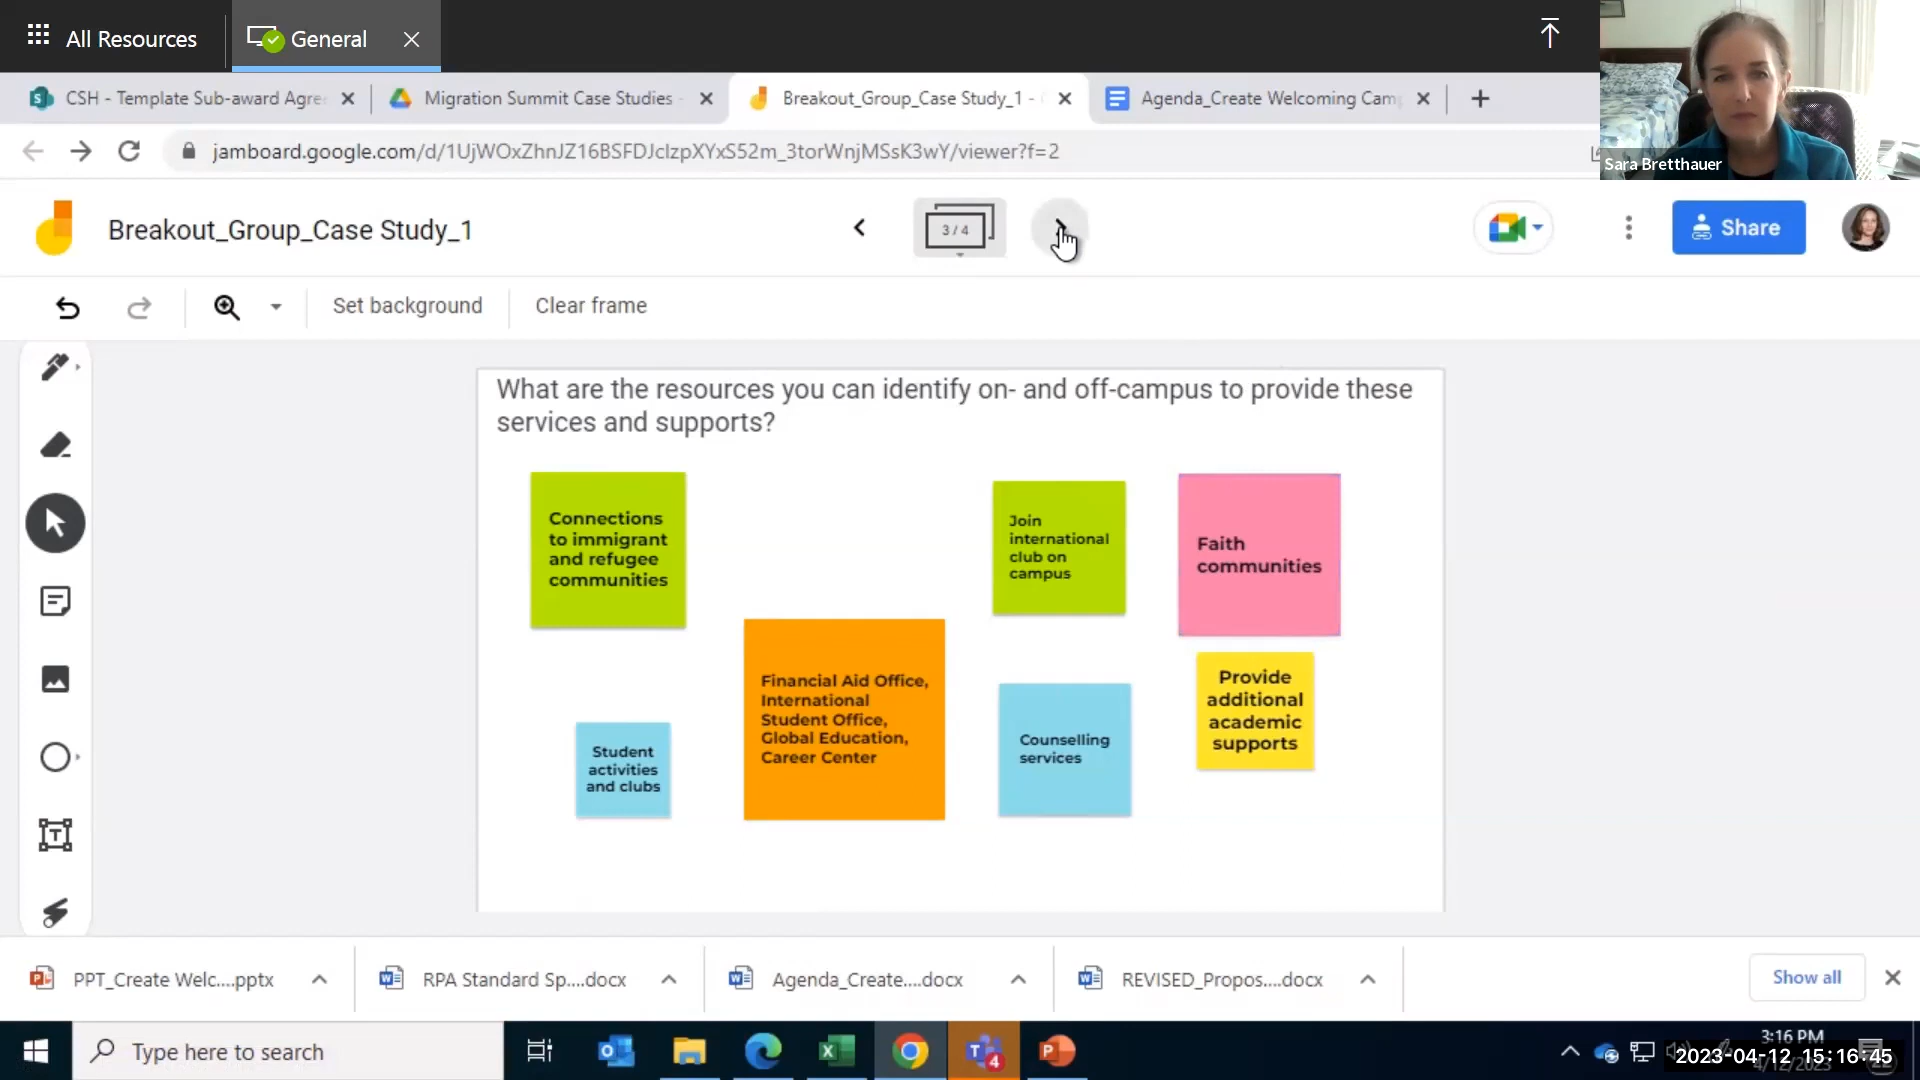 All Resources
General
CSH - Template Sub-award Agre
Migration Summit Case Studies -
Breakout_Group_Case Study_1 -
Agenda_Create Welcoming Cam
jamboard.google.com/d/1UjWOxZhnJZ16BSFDJclzpXYxS52m_3torWnjMSsK3wY/viewer?f=2
Sara Bretthauer
Breakout_Group_Case Study_1
3 / 4
Share
Set background
Clear frame
What are the resources you can identify on- and off-campus to provide these
services and supports?
Connections
to immigrant
and refugee
communities
Join
international
club on
campus
Faith
communities
Financial Aid Office,
International
Student Office,
Global Education,
Career Center
Student
activities
and clubs
Counselling
services
Provide
additional
academic
supports
PPT_Create Welc....pptx
RPA Standard Sp....docx
Agenda_Create....docx
REVISED_Propos....docx
Show all
Type here to search
4
3:16 PM
2023-04-12 15:16:45
4/12/2023
22